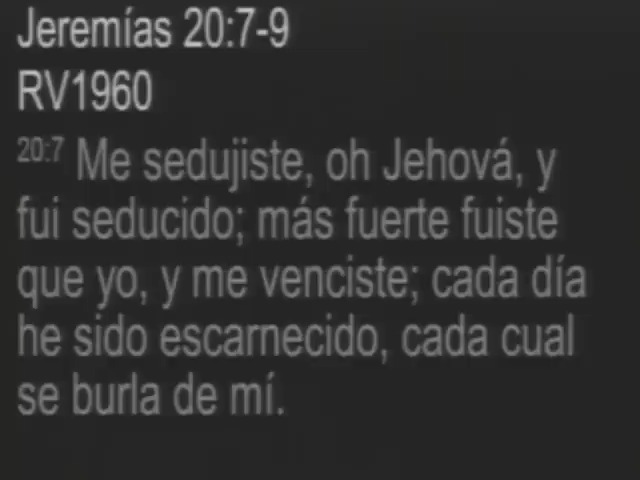 Jeremías 20:7-9
RV1960
20:7 Me sedujiste, oh Jehová, y
fui seducido; más fuerte fuiste
que yo, y me venciste; cada día
he sido escarnecido, cada cual
se burla de mí.